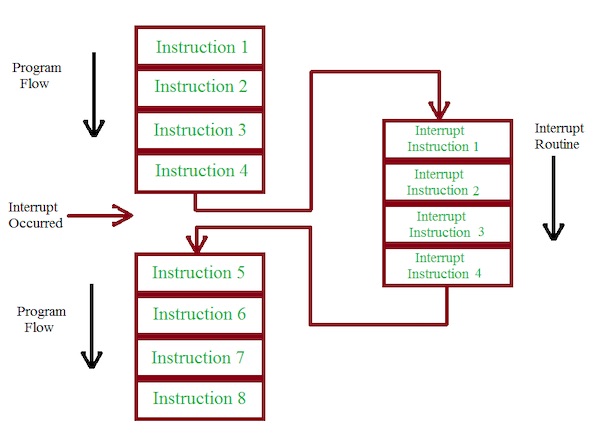 Program
Flow
Instruction 1
Instruction 2
Instruction 3
Instruction 4
Interrupt
Occurred
Interrupt
Instruction 1
Interrupt
Instruction 2
Interrupt
Instruction 3
Interrupt
Instruction 4
Interrupt
Routine
Program
Flow
Instruction 5
Instruction 6
Instruction 7
Instruction 8